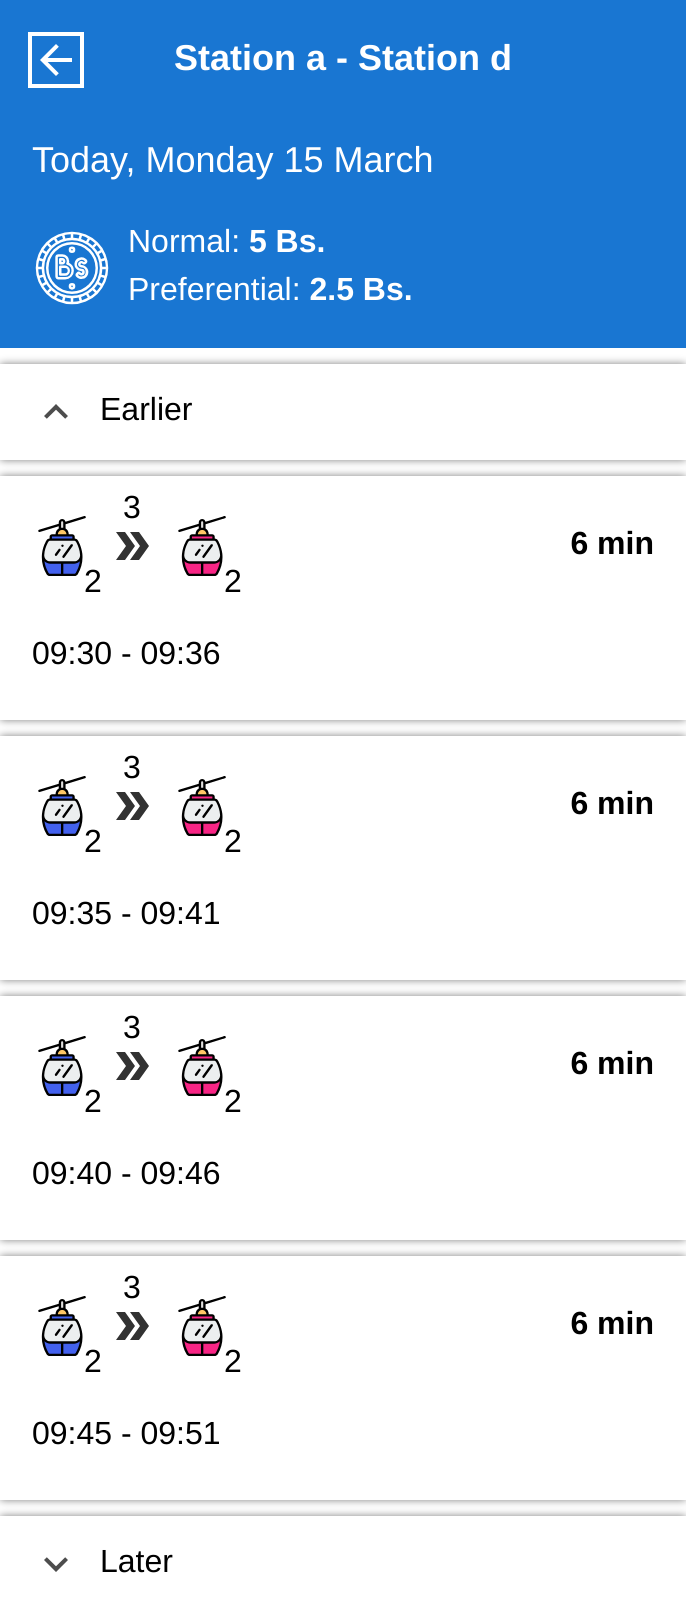 Station a - Station d
Today, Monday 15 March
Bs
Normal: 5 Bs.
Preferential: 2.5 Bs.
Earlier
3
2 2
6 min
09:30 - 09:36
3
2 2
6 min
09:35 - 09:41
3
2 2
6 min
09:40 - 09:46
3
2 2
6 min
09:45 - 09:51
Later